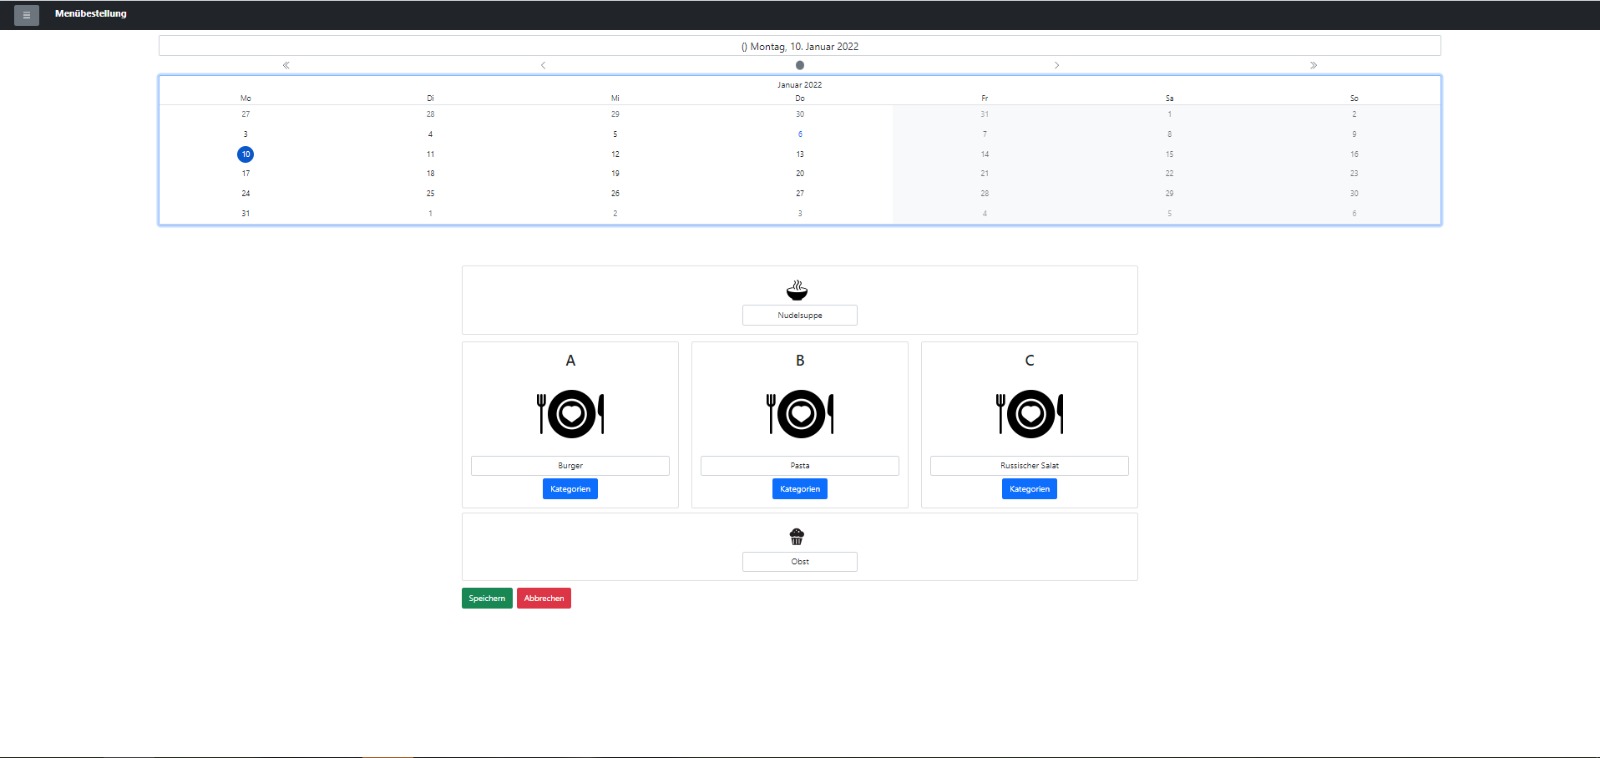 Menübestellung
() Montag, 10. Januar 2022
Januar 2022
Mo Di Mi Do Fr Sa So
27 28 29 30 31 1 2
3 4 5 6 7 8 9
10 11 12 13 14 15 16
17 18 19 20 21 22 23
24 25 26 27 28 29 30
31 1 2 3 4 5 6
Nudelsuppe
A B C
Burger Pasta Russischer Salat
Kategorien Kategorien Kategorien
Obst
Speichern Abbrechen